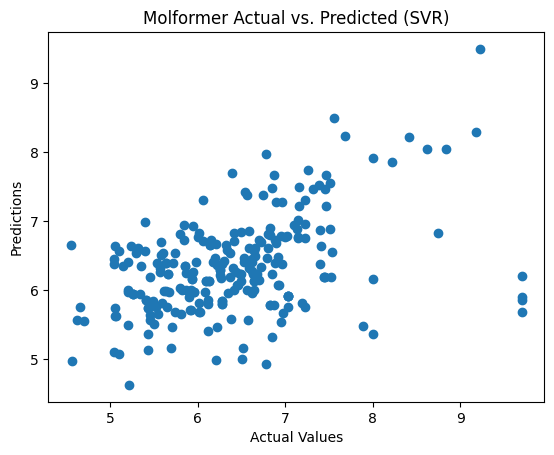 Molformer Actual vs. Predicted (SVR)
9
8
7
6
5
Predictions
5 6 7 8 9
Actual Values